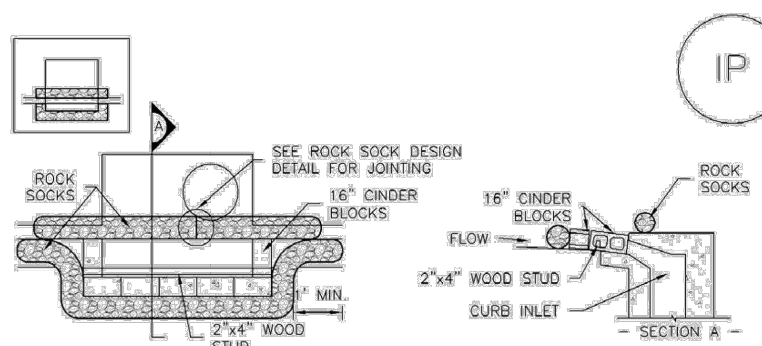 IP
A
SEE ROCK SOCK DESIGN
DETAIL FOR JOINTING
ROCK
SOCKS
16" CINDER
BLOCKS
1' MIN.
2"x4" WOOD
STUD
ROCK
SOCKS
16" CINDER
BLOCKS
FLOW
2"x4" WOOD STUD
CURB INLET
SECTION A